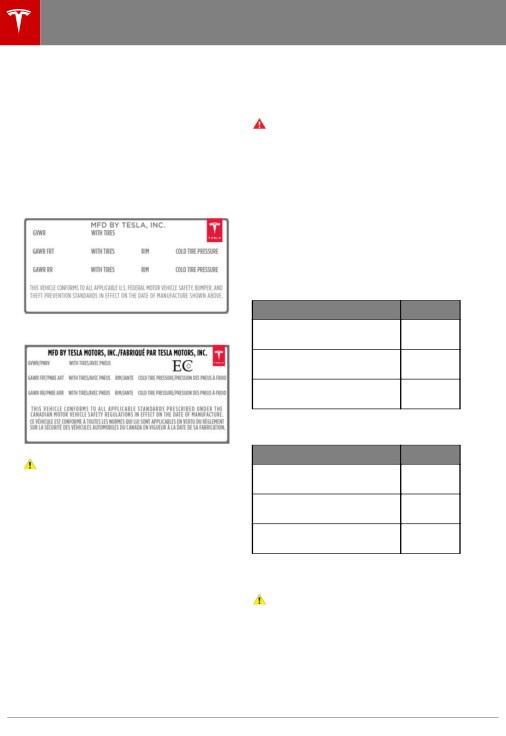 MFD BY TESLA, INC.
GVWR WITH TIRES
TESLA
GAWR FRT WITH TIRES RIM COLD TIRE PRESSURE
GAWR RR WITH TIRES RIM COLD TIRE PRESSURE
THIS VEHICLE CONFORMS TO ALL APPLICABLE U.S. FEDERAL MOTOR VEHICLE SAFETY, BUMPER, AND
THEFT PREVENTION STANDARDS IN EFFECT ON THE DATE OF MANUFACTURE SHOWN ABOVE.
MFD BY TESLA MOTORS, INC./FABRIQUÉ PAR TESLA MOTORS, INC.
GVWR/PNBV WITH TIRES/AVEC PNEUS
GAWR FRT/PNBE AVT WITH TIRES/AVEC PNEUS RIM/JANTE COLD TIRE PRESSURE/PRESSION DES PNEUS À FROID
GAWR RR/PNBE ARR WITH TIRES/AVEC PNEUS RIM/JANTE COLD TIRE PRESSURE/PRESSION DES PNEUS À FROID
THIS VEHICLE CONFORMS TO ALL APPLICABLE STANDARDS PRESCRIBED UNDER THE
CANADIAN MOTOR VEHICLE SAFETY REGULATIONS IN EFFECT ON THE DATE OF MANUFACTURE.
CE VÉHICULE EST CONFORME À TOUTES LES NORMES QUI LUI SONT APPLICABLES EN VERTU DU RÈGLEMENT
SUR LA SÉCURITÉ DES VÉHICULES AUTOMOBILES DU CANADA EN VIGUEUR À LA DATE DE SA FABRICATION.